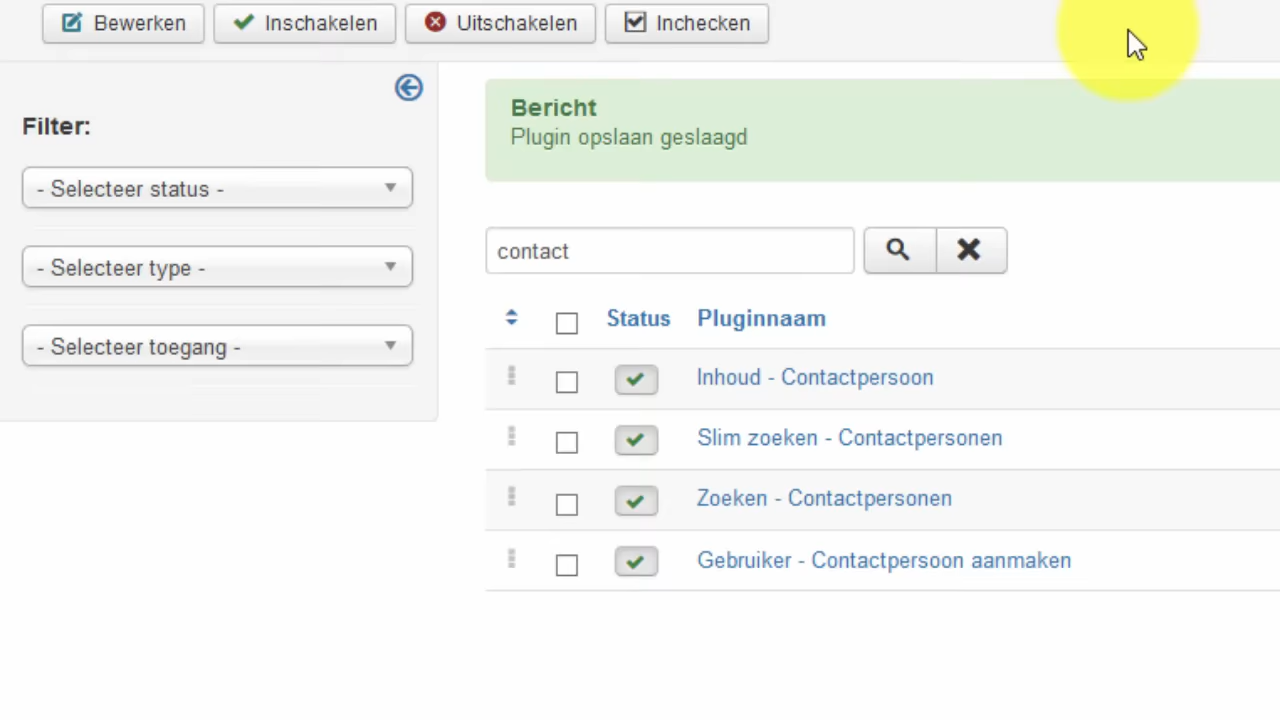 Bewerken Inschakelen Uitschakelen Inchecken
Filter:
- Selecteer status -
- Selecteer type -
- Selecteer toegang -
Bericht
Plugin opslaan geslaagd
contact
Status Pluginnaam
Inhoud - Contactpersoon
Slim zoeken - Contactpersonen
Zoeken - Contactpersonen
Gebruiker - Contactpersoon aanmaken